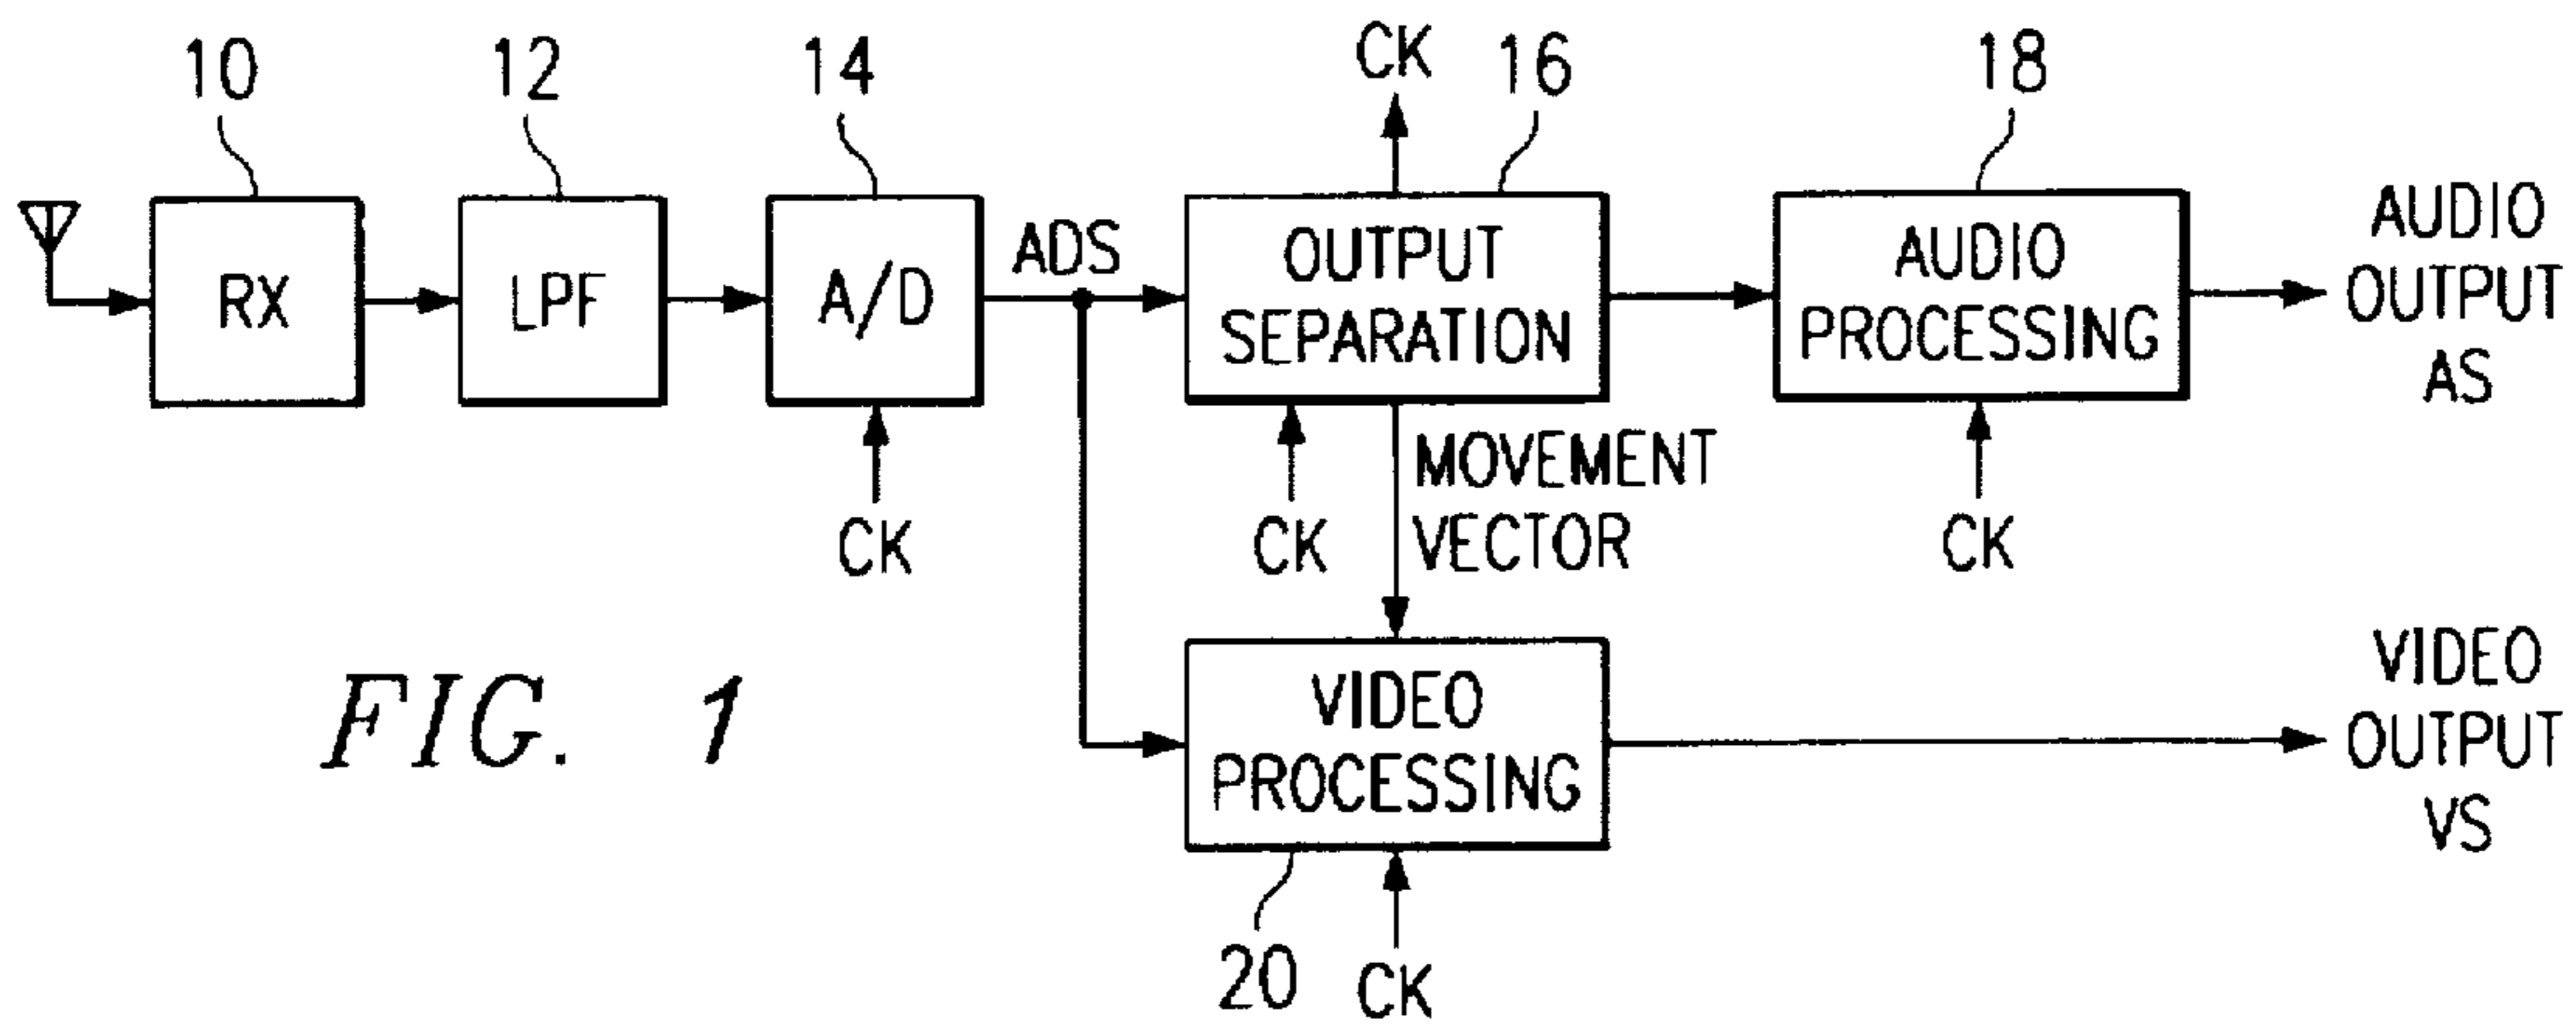 10
12
14
CK
16
18
RX
LPF
A/D
ADS
OUTPUT
SEPARATION
AUDIO
PROCESSING
AUDIO
OUTPUT
AS
CK
CK
MOVEMENT
VECTOR
CK
FIG. 1
VIDEO
PROCESSING
VIDEO
OUTPUT
VS
20
CK